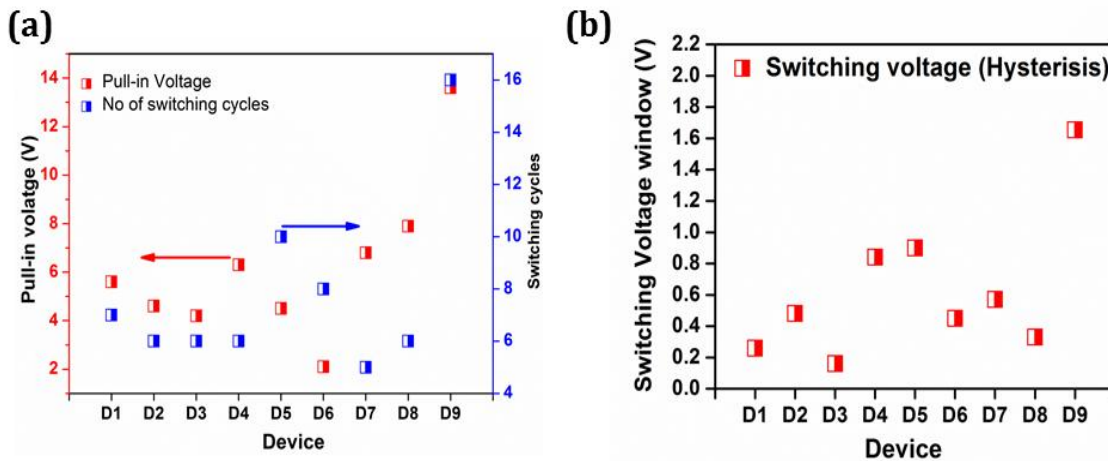 (a)
Pull-in Voltage
No of switching cycles
Pull-in volatge (V)
14
12
10
8
6
4
2
16
14
12
10
8
6
4
Switching cycles
D1 D2 D3 D4 D5 D6 D7 D8 D9
Device
(b)
Switching voltage (Hysterisis)
Switching Voltage window (V)
2.2
2.0
1.8
1.6
1.4
1.2
1.0
0.8
0.6
0.4
0.2
0.0
D1 D2 D3 D4 D5 D6 D7 D8 D9
Device